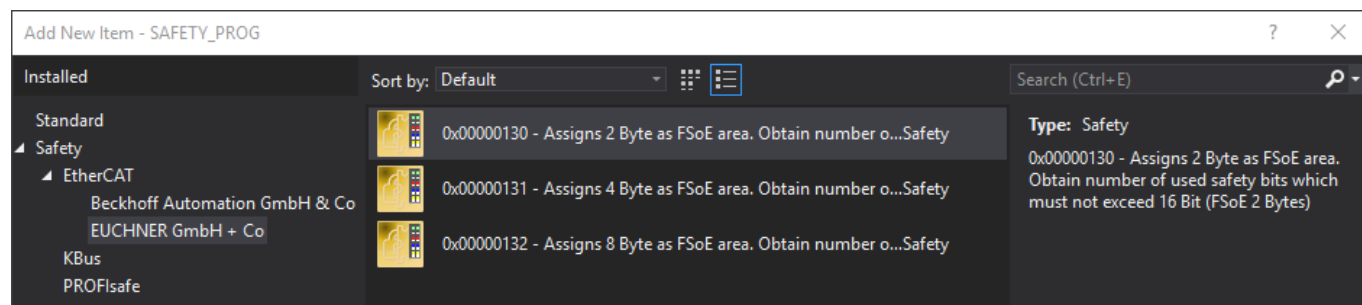 Add New Item - SAFETY_PROG
Installed
Sort by: Default
Search (Ctrl+E)
Standard
Safety
EtherCAT
Beckhoff Automation GmbH & Co
EUCHNER GmbH + Co
KBus
PROFIsafe
0x00000130 - Assigns 2 Byte as FSoE area. Obtain number o...Safety
0x00000131 - Assigns 4 Byte as FSoE area. Obtain number o...Safety
0x00000132 - Assigns 8 Byte as FSoE area. Obtain number o...Safety
Type: Safety
0x00000130 - Assigns 2 Byte as FSoE area.
Obtain number of used safety bits which
must not exceed 16 Bit (FSoE 2 Bytes)